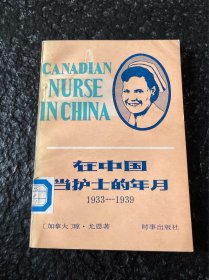 CANADIAN
NURSE
IN CHINA
在中国
当护士的年月
1933—1939
〔加拿大〕琼·尤恩著
时事出版社